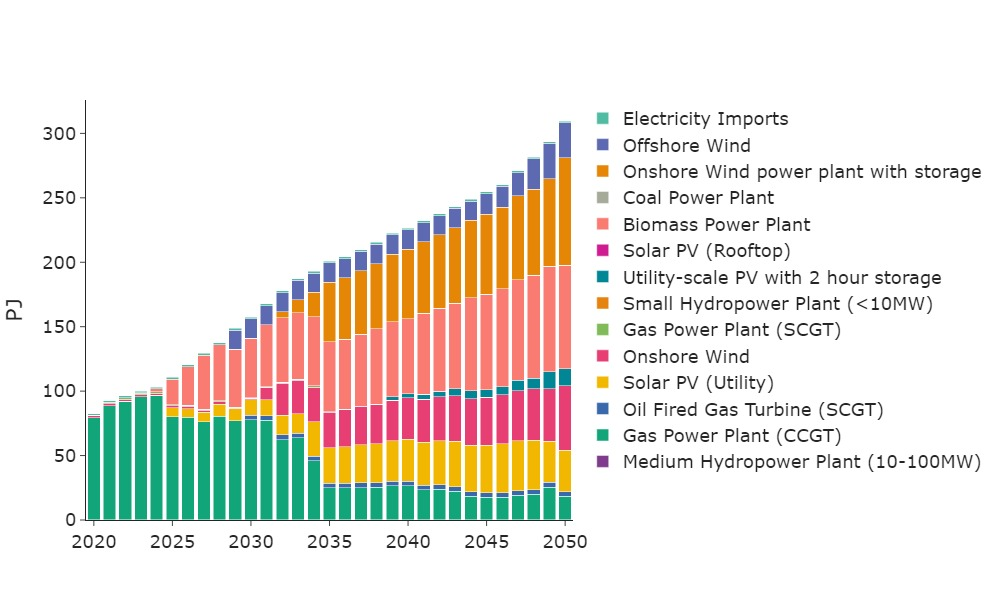 PJ
300
250
200
150
100
50
0
2020 2025 2030 2035 2040 2045 2050
Electricity Imports
Offshore Wind
Onshore Wind power plant with storage
Coal Power Plant
Biomass Power Plant
Solar PV (Rooftop)
Utility-scale PV with 2 hour storage
Small Hydropower Plant (<10MW)
Gas Power Plant (SCGT)
Onshore Wind
Solar PV (Utility)
Oil Fired Gas Turbine (SCGT)
Gas Power Plant (CCGT)
Medium Hydropower Plant (10-100MW)